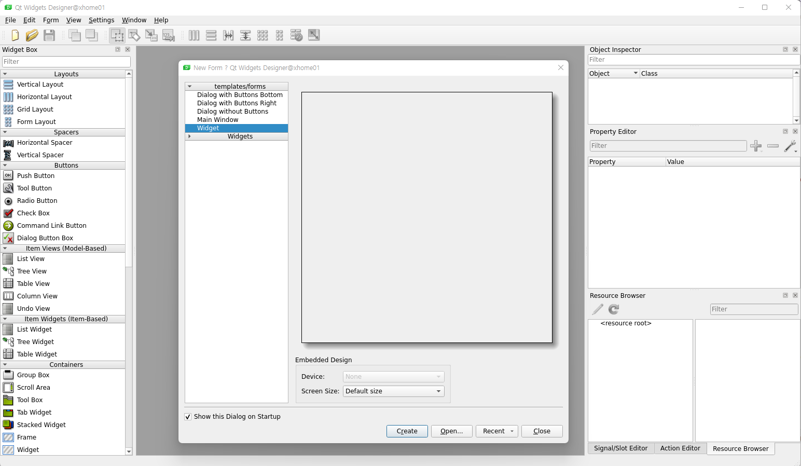 Qt Widgets Designer@xhome01
File Edit Form View Settings Window Help
Widget Box
Filter
Layouts
Vertical Layout
Horizontal Layout
Grid Layout
Form Layout
Spacers
Horizontal Spacer
Vertical Spacer
Buttons
Push Button
Tool Button
Radio Button
Check Box
Command Link Button
Dialog Button Box
Item Views (Model-Based)
List View
Tree View
Table View
Column View
Undo View
Item Widgets (Item-Based)
List Widget
Tree Widget
Table Widget
Containers
Group Box
Scroll Area
Tool Box
Tab Widget
Stacked Widget
Frame
Widget
New Form ? Qt Widgets Designer@xhome01
templates/forms
Dialog with Buttons Bottom
Dialog with Buttons Right
Dialog without Buttons
Main Window
Widget
Widgets
Embedded Design
Device: None
Screen Size: Default size
Show this Dialog on Startup
Create Open... Recent Close
Object Inspector
Filter
Object Class
Property Editor
Filter
Property Value
Resource Browser
Filter
<resource root>
Signal/Slot Editor Action Editor Resource Browser